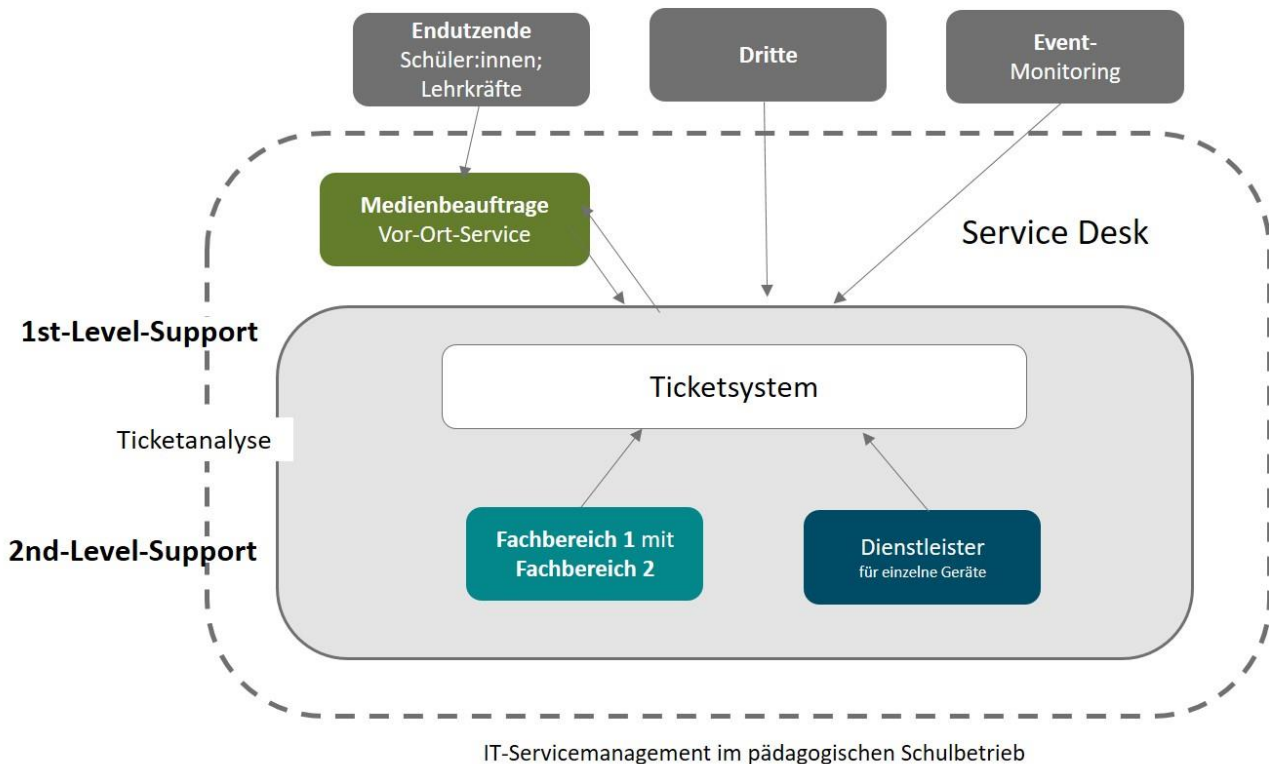 Endutzende
Schüler:innen;
Lehrkräfte
Dritte
Event-
Monitoring
Medienbeauftrage
Vor-Ort-Service
Service Desk
1st-Level-Support
Ticketsystem
Ticketanalyse
2nd-Level-Support
Fachbereich 1 mit
Fachbereich 2
Dienstleister
für einzelne Geräte
IT-Servicemanagement im pädagogischen Schulbetrieb